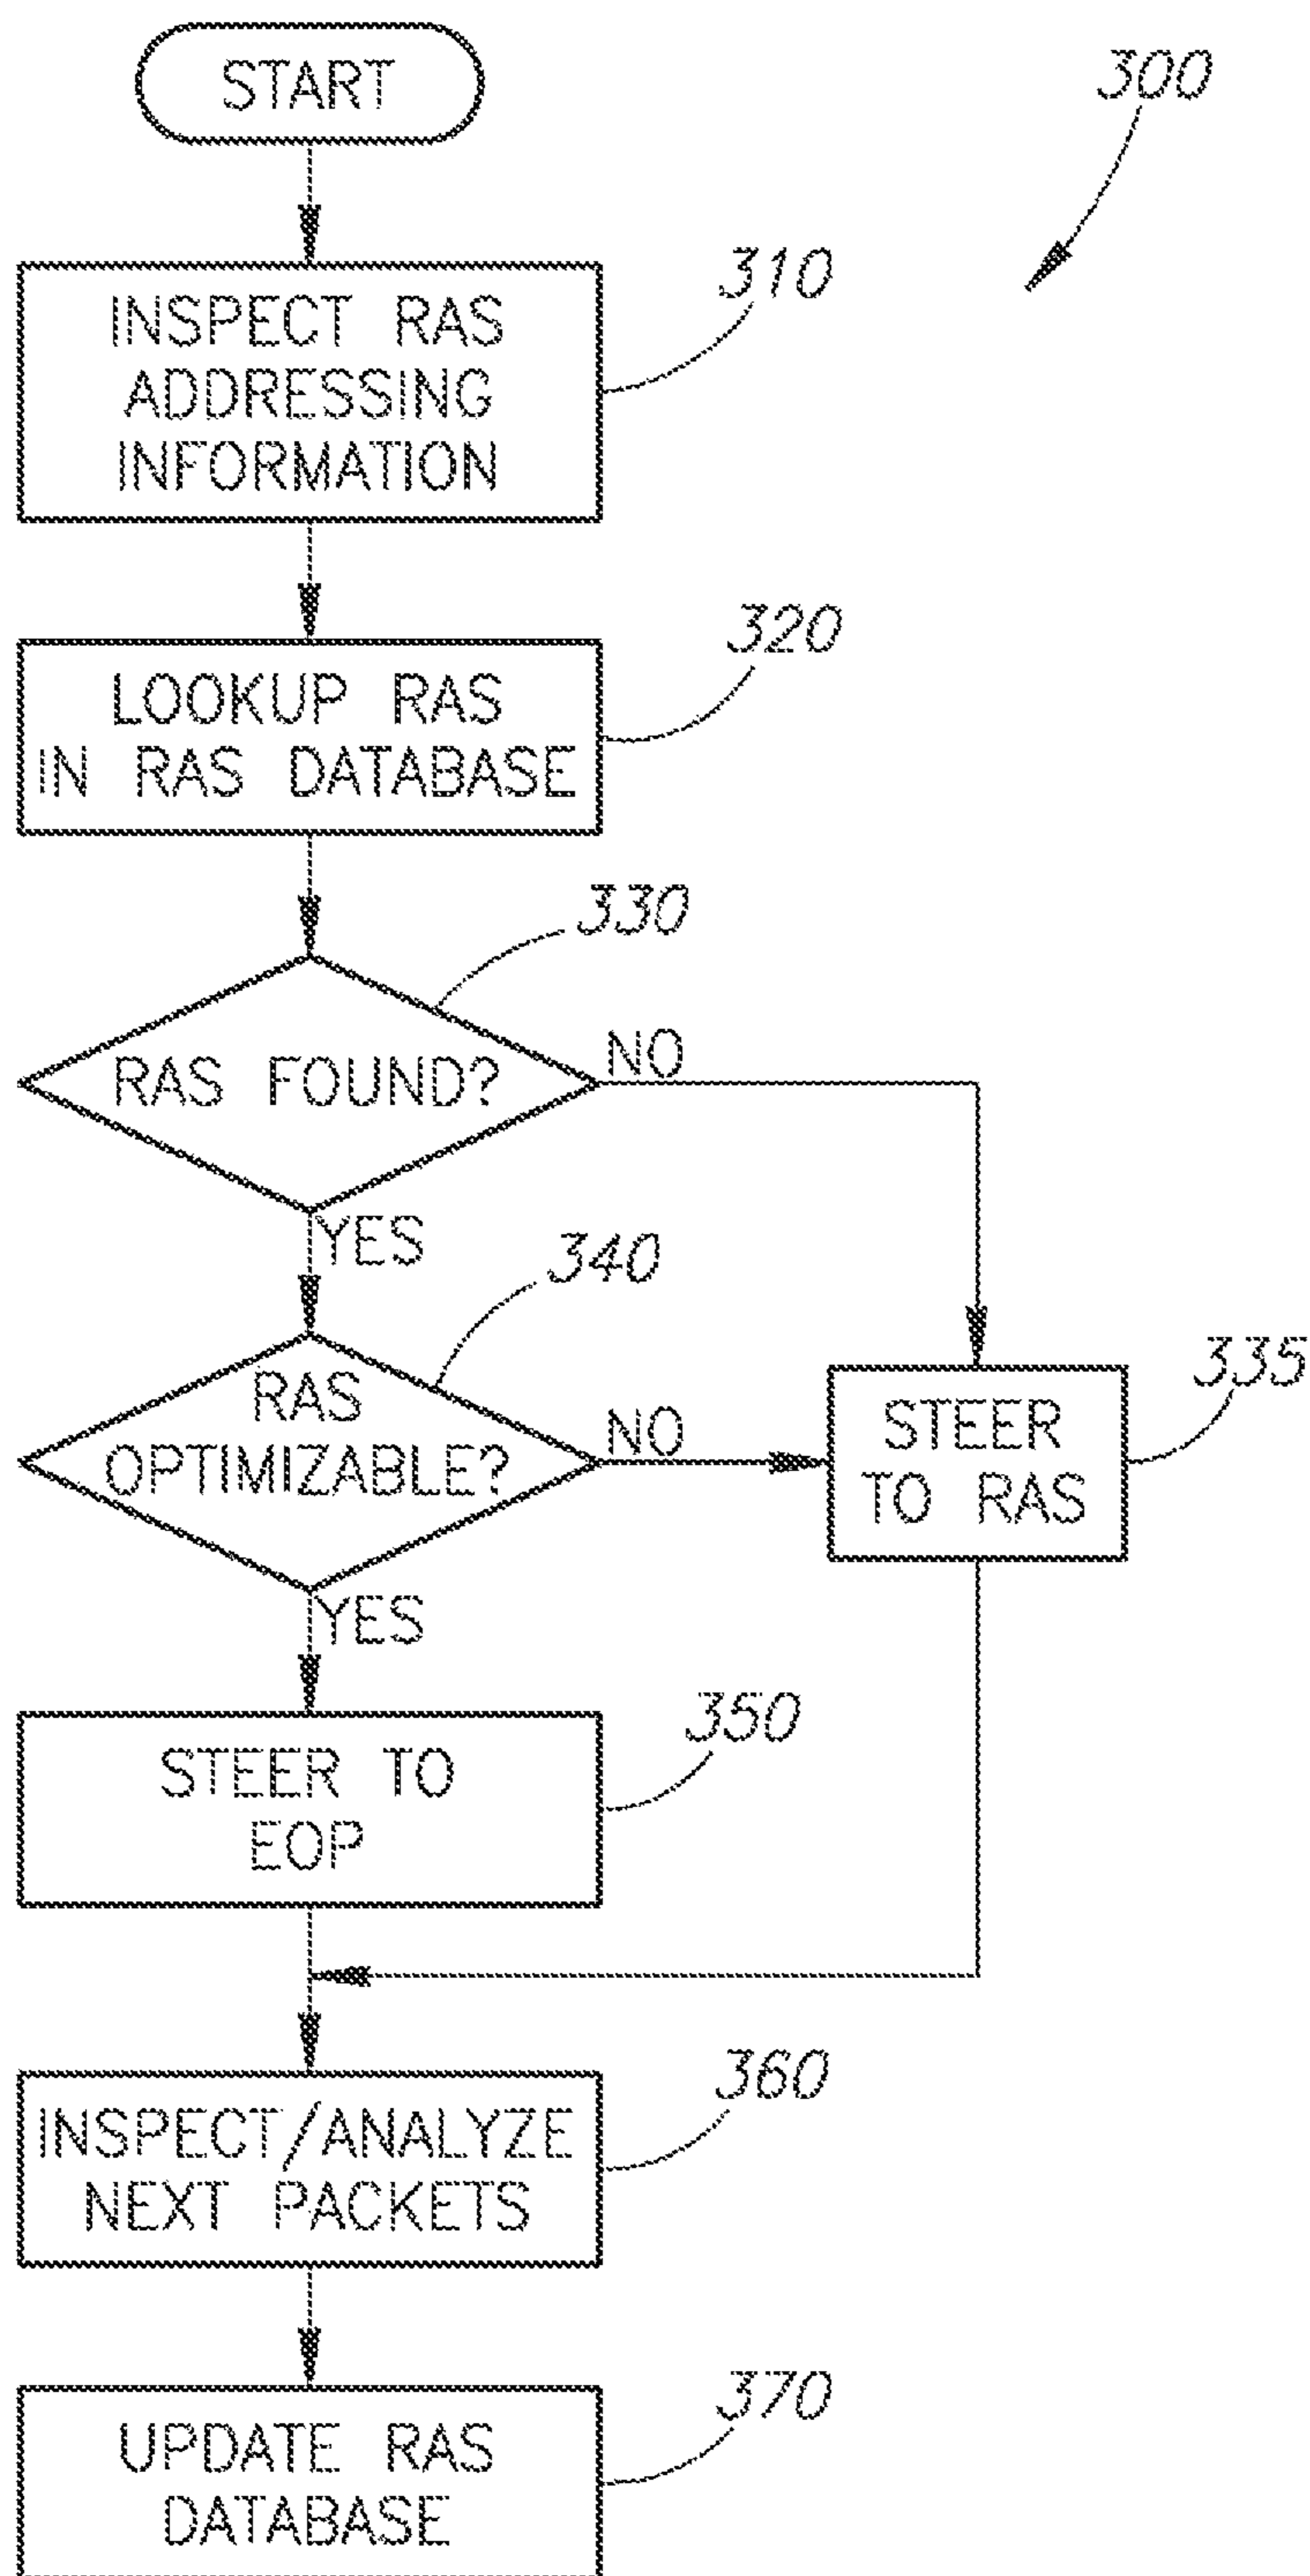 START
300
310
INSPECT RAS
ADDRESSING
INFORMATION
320
LOOKUP RAS
IN RAS DATABASE
330
RAS FOUND?
NO
YES
340
RAS
OPTIMIZABLE?
NO
335
STEER
TO RAS
YES
350
STEER TO
EOP
360
INSPECT/ANALYZE
NEXT PACKETS
370
UPDATE RAS
DATABASE